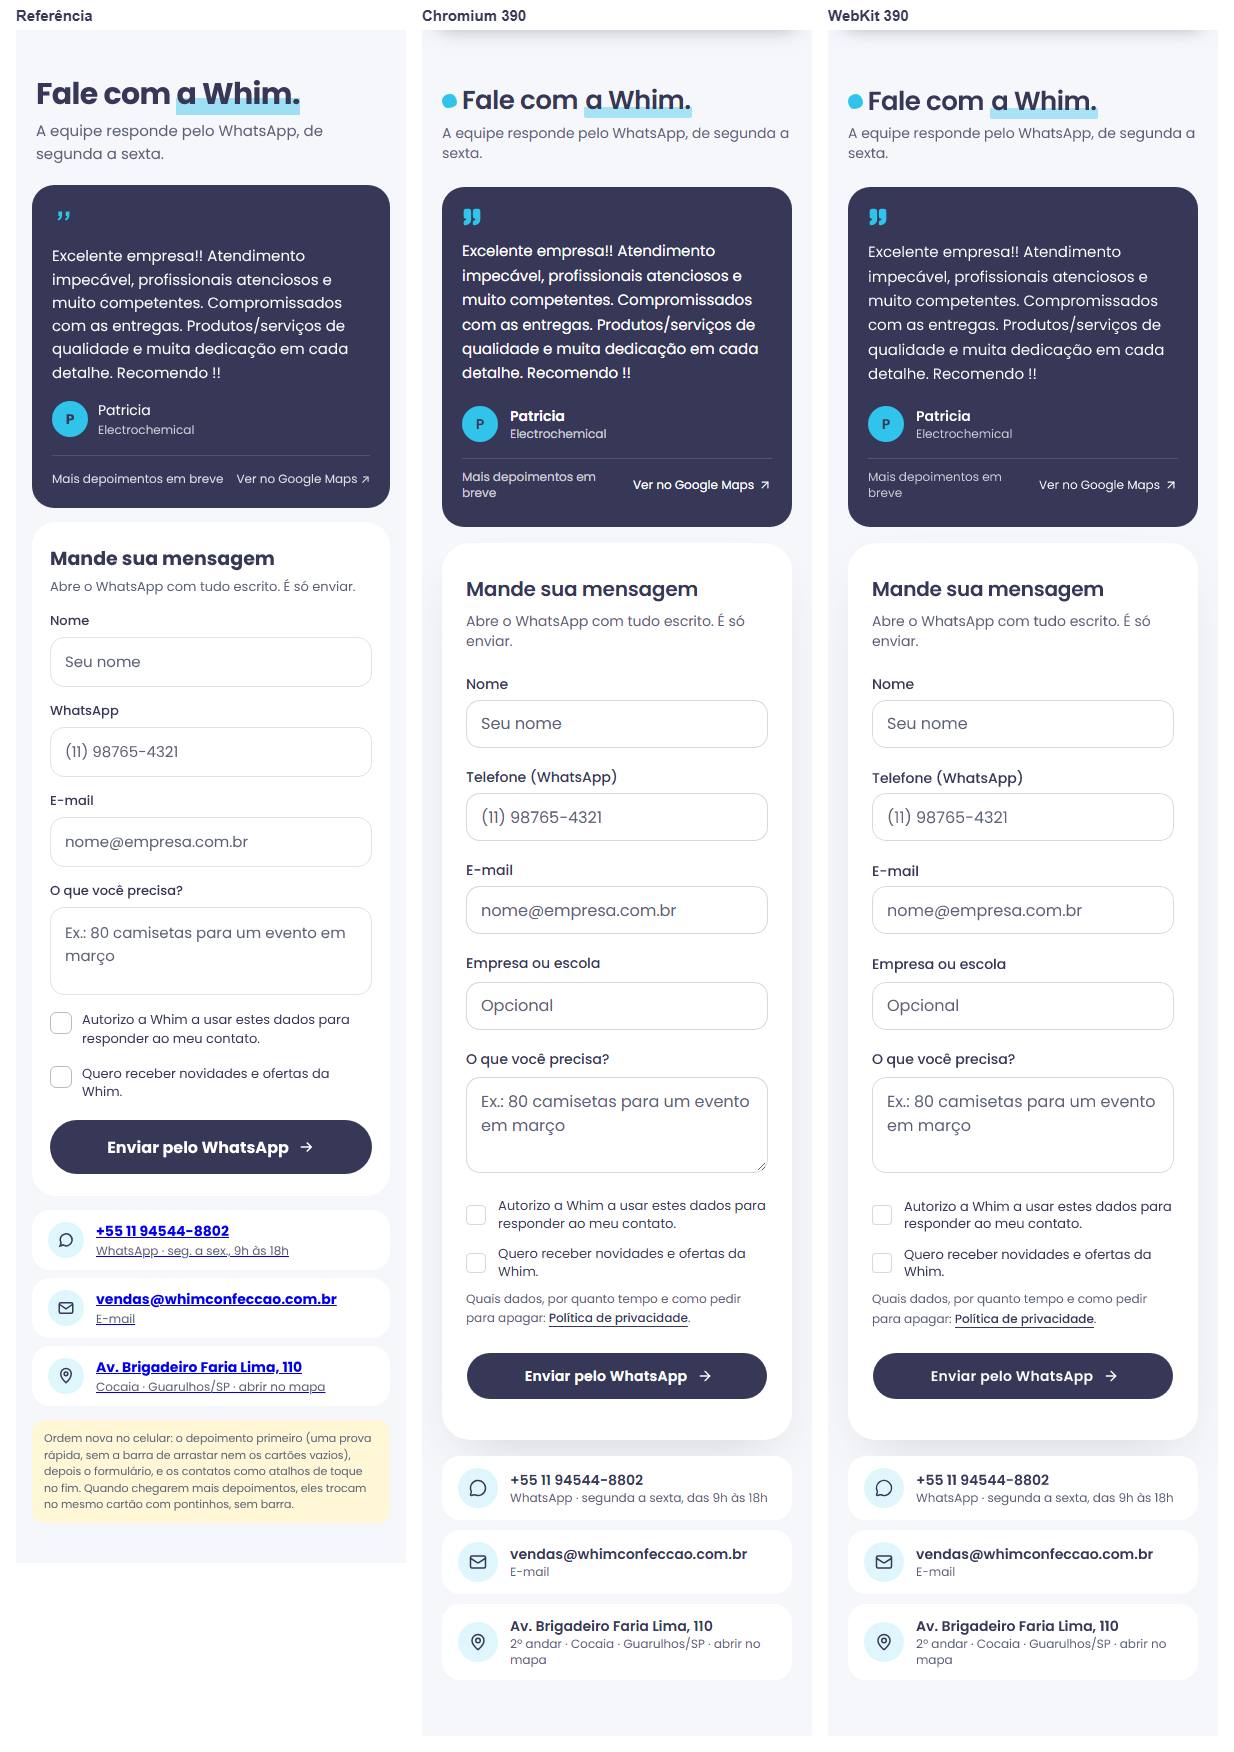 Referência
Fale com a Whim.
A equipe responde pelo WhatsApp, de
segunda a sexta.
Excelente empresa!! Atendimento
impecável, profissionais atenciosos e
muito competentes. Compromissados
com as entregas. Produtos/serviços de
qualidade e muita dedicação em cada
detalhe. Recomendo !!
P
Patricia
Electrochemical
Mais depoimentos em breve
Ver no Google Maps ↗
Mande sua mensagem
Abre o WhatsApp com tudo escrito. É só enviar.
Nome
Seu nome
WhatsApp
(11) 98765-4321
E-mail
nome@empresa.com.br
O que você precisa?
Ex.: 80 camisetas para um evento em
março
Autorizo a Whim a usar estes dados para
responder ao meu contato.
Quero receber novidades e ofertas da
Whim.
Enviar pelo WhatsApp →
+55 11 94544-8802
WhatsApp · seg. a sex., 9h às 18h
vendas@whimconfeccao.com.br
E-mail
Av. Brigadeiro Faria Lima, 110
Cocaia · Guarulhos/SP · abrir no mapa
Ordem nova no celular: o depoimento primeiro (uma prova
rápida, sem a barra de arrastar nem os cartões vazios),
depois o formulário, e os contatos como atalhos de toque
no fim. Quando chegarem mais depoimentos, eles trocam
no mesmo cartão com pontinhos, sem barra.
Chromium 390
Fale com a Whim.
A equipe responde pelo WhatsApp, de segunda a
sexta.
Excelente empresa!! Atendimento
impecável, profissionais atenciosos e
muito competentes. Compromissados
com as entregas. Produtos/serviços de
qualidade e muita dedicação em cada
detalhe. Recomendo !!
P
Patricia
Electrochemical
Mais depoimentos em
breve
Ver no Google Maps ↗
Mande sua mensagem
Abre o WhatsApp com tudo escrito. É só
enviar.
Nome
Seu nome
Telefone (WhatsApp)
(11) 98765-4321
E-mail
nome@empresa.com.br
Empresa ou escola
Opcional
O que você precisa?
Ex.: 80 camisetas para um evento
em março
Autorizo a Whim a usar estes dados para
responder ao meu contato.
Quero receber novidades e ofertas da
Whim.
Quais dados, por quanto tempo e como pedir
para apagar: Política de privacidade.
Enviar pelo WhatsApp →
+55 11 94544-8802
WhatsApp · segunda a sexta, das 9h às 18h
vendas@whimconfeccao.com.br
E-mail
Av. Brigadeiro Faria Lima, 110
2º andar · Cocaia · Guarulhos/SP · abrir no
mapa
WebKit 390
Fale com a Whim.
A equipe responde pelo WhatsApp, de segunda a
sexta.
Excelente empresa!! Atendimento
impecável, profissionais atenciosos e
muito competentes. Compromissados
com as entregas. Produtos/serviços de
qualidade e muita dedicação em cada
detalhe. Recomendo !!
P
Patricia
Electrochemical
Mais depoimentos em
breve
Ver no Google Maps ↗
Mande sua mensagem
Abre o WhatsApp com tudo escrito. É só
enviar.
Nome
Seu nome
Telefone (WhatsApp)
(11) 98765-4321
E-mail
nome@empresa.com.br
Empresa ou escola
Opcional
O que você precisa?
Ex.: 80 camisetas para um evento
em março
Autorizo a Whim a usar estes dados para
responder ao meu contato.
Quero receber novidades e ofertas da
Whim.
Quais dados, por quanto tempo e como pedir
para apagar: Política de privacidade.
Enviar pelo WhatsApp →
+55 11 94544-8802
WhatsApp · segunda a sexta, das 9h às 18h
vendas@whimconfeccao.com.br
E-mail
Av. Brigadeiro Faria Lima, 110
2º andar · Cocaia · Guarulhos/SP · abrir no
mapa